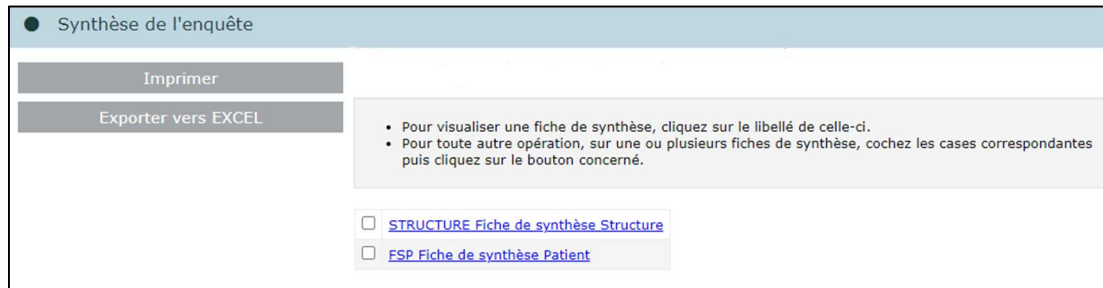 Synthèse de l'enquête
Imprimer
Exporter vers EXCEL
Pour visualiser une fiche de synthèse, cliquez sur le libellé de celle-ci.
Pour toute autre opération, sur une ou plusieurs fiches de synthèse, cochez les cases correspondantes
puis cliquez sur le bouton concerné.
STRUCTURE Fiche de synthèse Structure
FSP Fiche de synthèse Patient